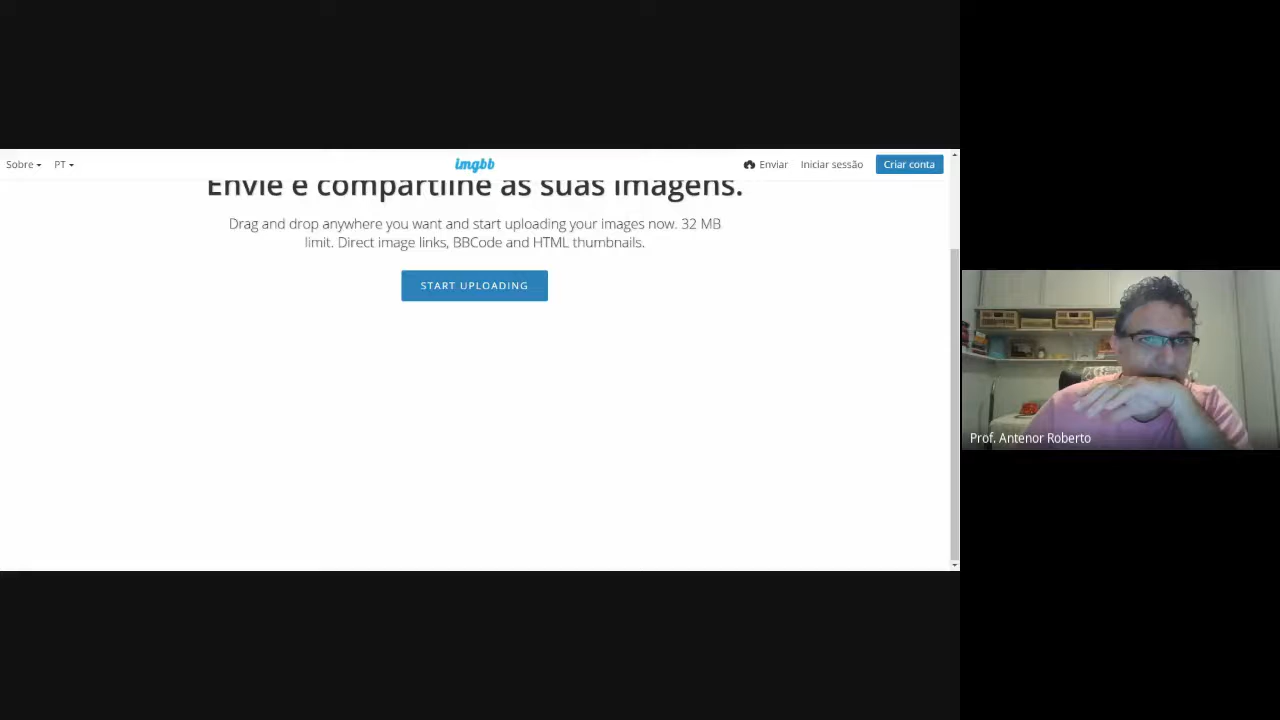 Sobre PT imgbb Enviar Iniciar sessão Criar conta
Envie e compartilhe as suas imagens.
Drag and drop anywhere you want and start uploading your images now. 32 MB
limit. Direct image links, BBCode and HTML thumbnails.
START UPLOADING
Prof. Antenor Roberto